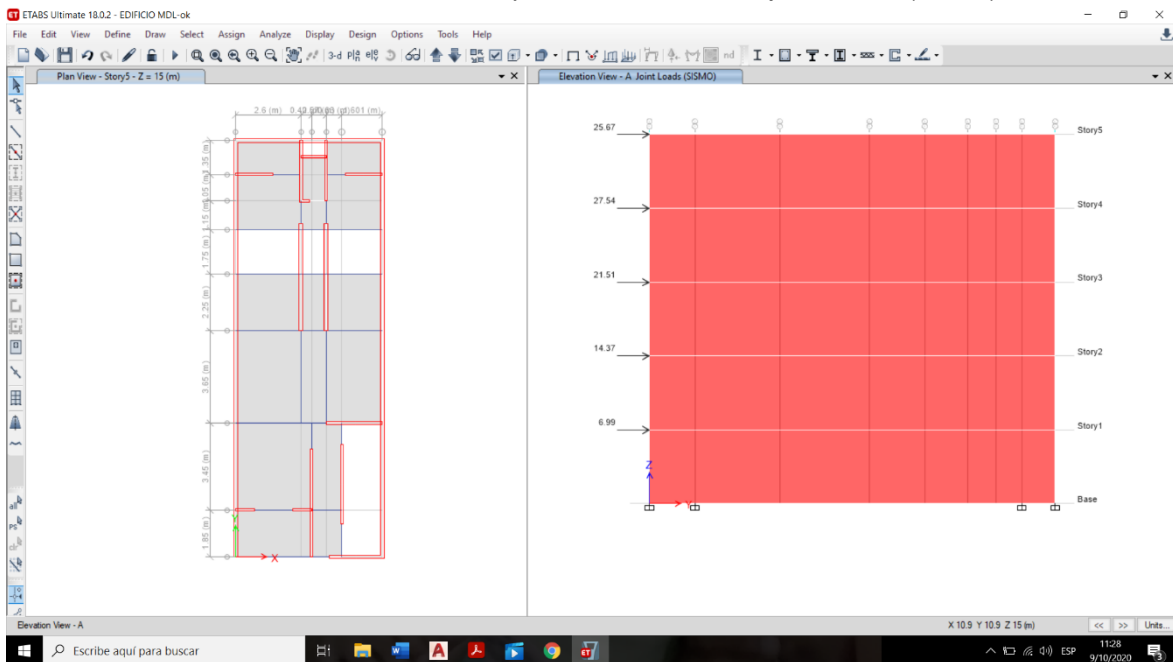 ETABS Ultimate 18.0.2 - EDIFICIO MDL-ok
File Edit View Define Draw Select Assign Analyze Display Design Options Tools Help
3-d nd
Plan View - Story5 - Z = 15 (m)
Elevation View - A Joint Loads (SISMO)
2.6 (m)
1.15 (m)
1.75 (m)
2.25 (m)
3.65 (m)
3.45 (m)
1.85 (m)
Y
X
25.67 Story5
27.54 Story4
21.51 Story3
14.37 Story2
6.99 Story1
Z
Y
Base
all
PS
Elevation View - A
X 10.9 Y 10.9 Z 15 (m) << >> Units...
Escribe aquí para buscar
ESP
11:28
9/10/2020